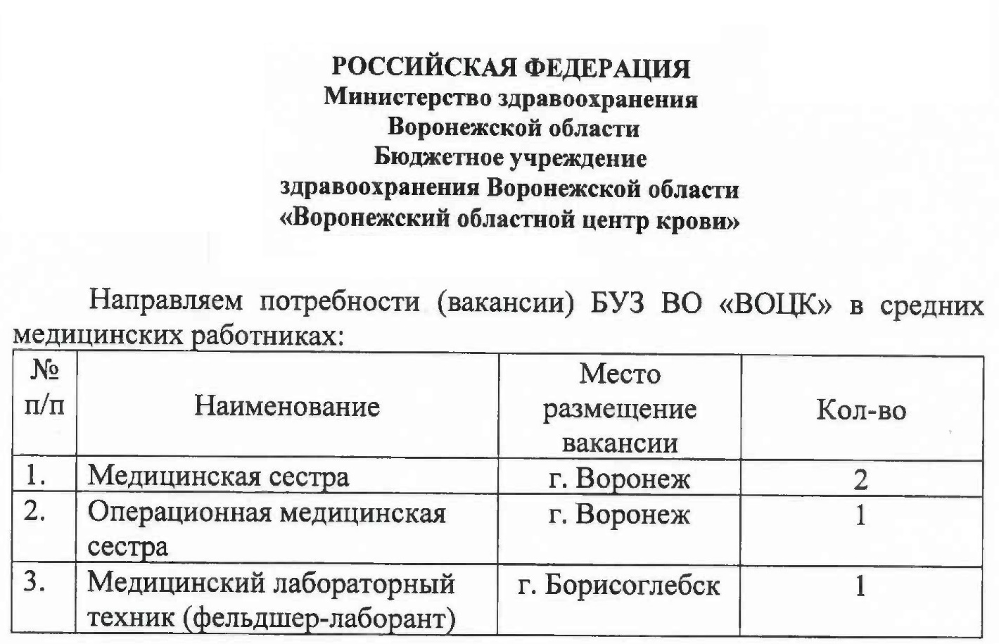 РОССИЙСКАЯ ФЕДЕРАЦИЯ
Министерство здравоохранения
Воронежской области
Бюджетное учреждение
здравоохранения Воронежской области
«Воронежский областной центр крови»
Направляем потребности (вакансии) БУЗ ВО «ВОЦК» в средних
медицинских работниках:
№
п/п
Наименование
Место
размещение
вакансии
Кол-во
1. Медицинская сестра г. Воронеж 2
2. Операционная медицинская г. Воронеж 1
сестра
3. Медицинский лабораторный г. Борисоглебск 1
техник (фельдшер-лаборант)